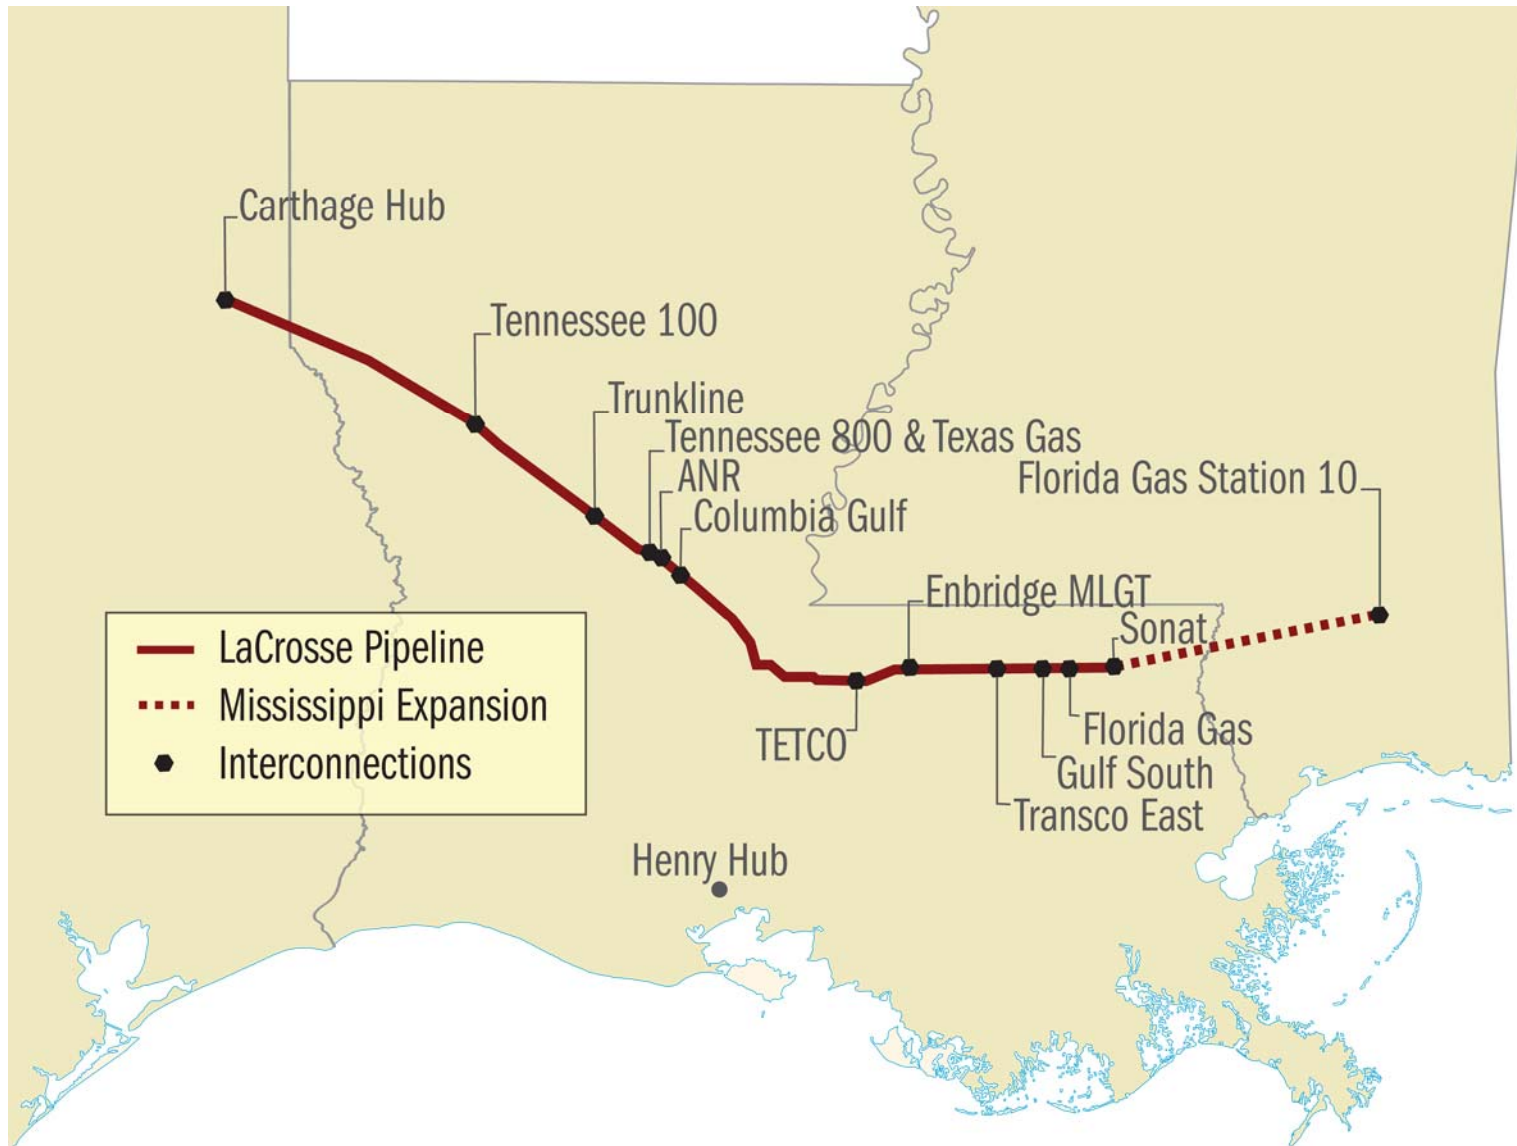 Carthage Hub
Tennessee 100
Trunkline
Tennessee 800 & Texas Gas
ANR
Florida Gas Station 10
Columbia Gulf
Enbridge MLGT
Sonat
LaCrosse Pipeline
Mississippi Expansion
Interconnections
TETCO
Florida Gas
Gulf South
Transco East
Henry Hub